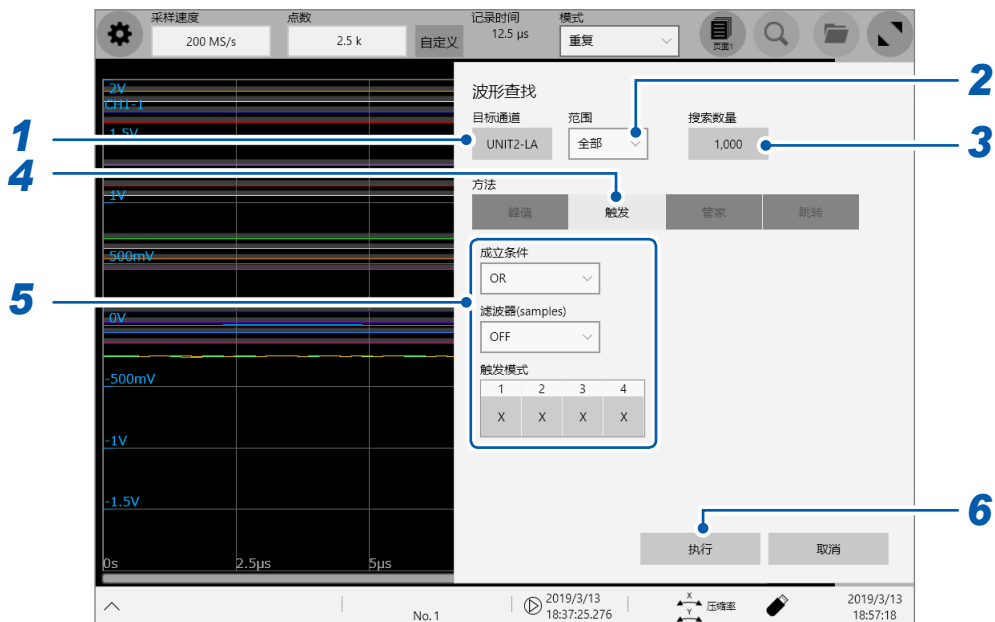 采样速度 点数 记录时间 模式
200 MS/s 2.5 k 自定义 12.5 µs 重复 页面1
2V
CH1-1
1.5V
1V
500mV
0V
-500mV
-1V
-1.5V
0s 2.5µs 5µs
波形查找
目标通道 范围 搜索数量
UNIT2-LA 全部 1,000
方法
峰值 触发 管家 跳转
成立条件
OR
滤波器(samples)
OFF
触发模式
1 2 3 4
X X X X
执行 取消
No. 1
2019/3/13
18:37:25.276
X
Y
压缩率
2019/3/13
18:57:18
1
2
3
4
5
6